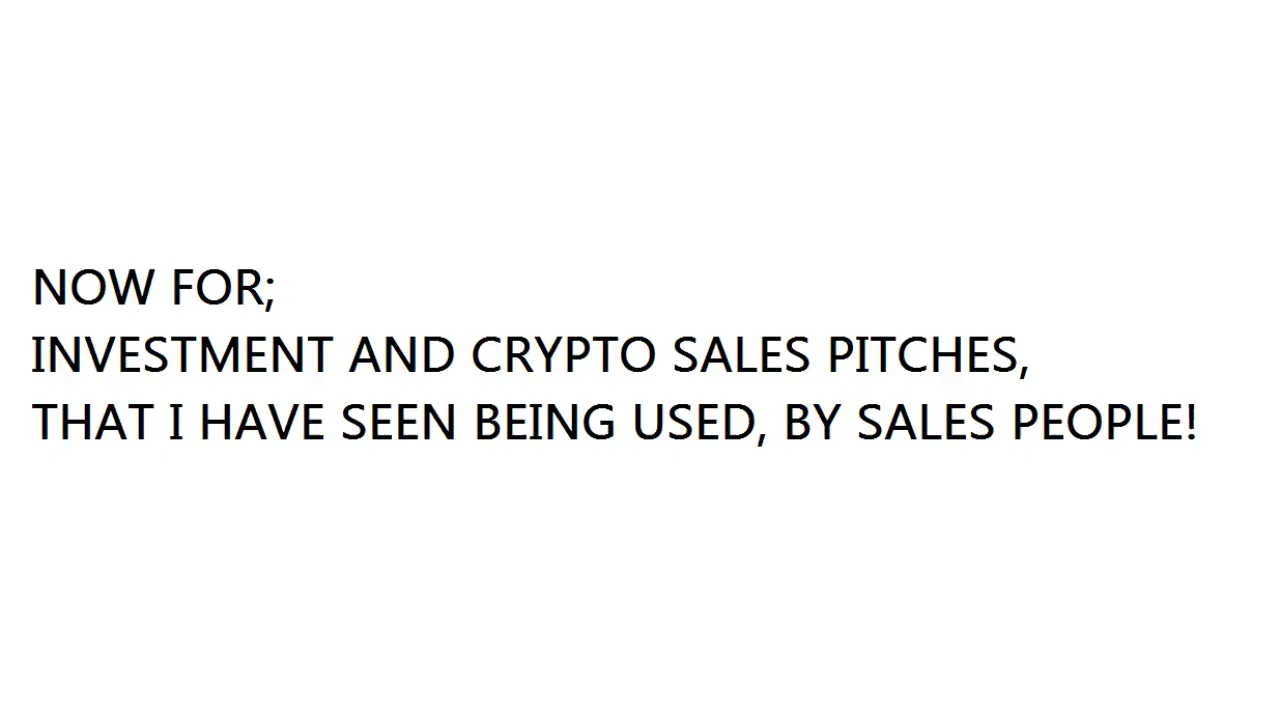 NOW FOR;
INVESTMENT AND CRYPTO SALES PITCHES,
THAT I HAVE SEEN BEING USED, BY SALES PEOPLE!